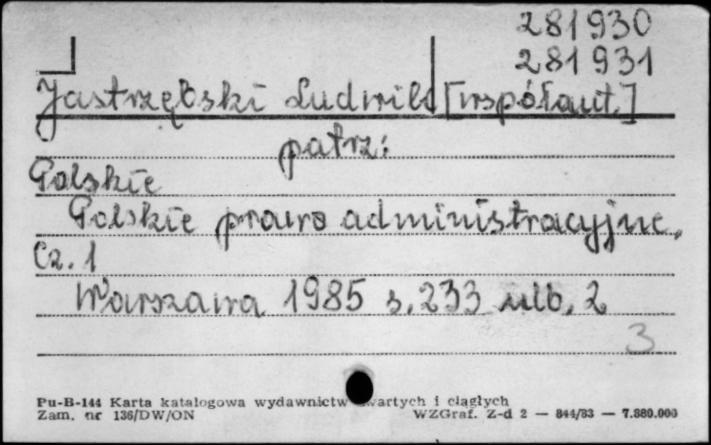 281930
281931
Jastrzębski Ludwik [współaut.]
patrz:
Polskie
Polskie prawo administracyjne.
Cz. 1
Warszawa 1985 s. 233 nlb. 2
3
Pu-B-144 Karta katalogowa wydawnictw zwartych i ciągłych
Zam. nr 136/DW/ON WZGraf. Z-d 2 — 844/83 — 7.880.000